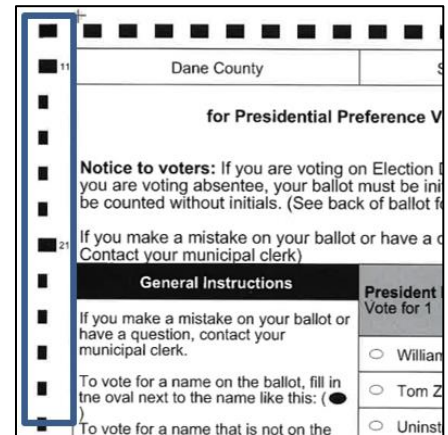 11
Dane County
for Presidential Preference
Notice to voters: If you are voting on Election
you are voting absentee, your ballot must be
be counted without initials. (See back of ballot
21
If you make a mistake on your ballot or have a
Contact your municipal clerk)
General Instructions
President
Vote for 1
If you make a mistake on your ballot or
have a question, contact your
municipal clerk.
To vote for a name on the ballot, fill in
tne oval next to the name like this: (
)
To vote for a name that is not on the
William
Tom Z
Uninst